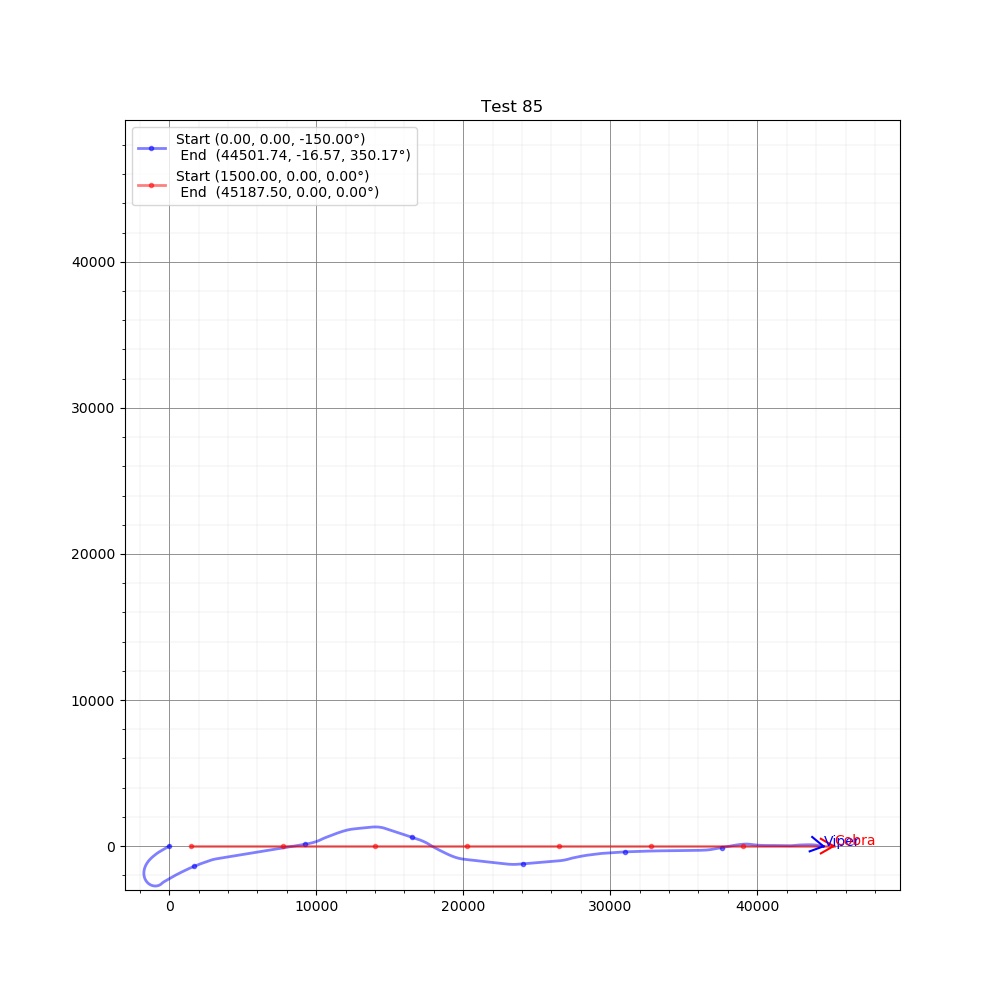 Test 85
Start (0.00, 0.00, -150.00°)
End  (44501.74, -16.57, 350.17°)
Start (1500.00, 0.00, 0.00°)
End  (45187.50, 0.00, 0.00°)
40000
30000
20000
10000
0
Viper
Cobra
0 10000 20000 30000 40000